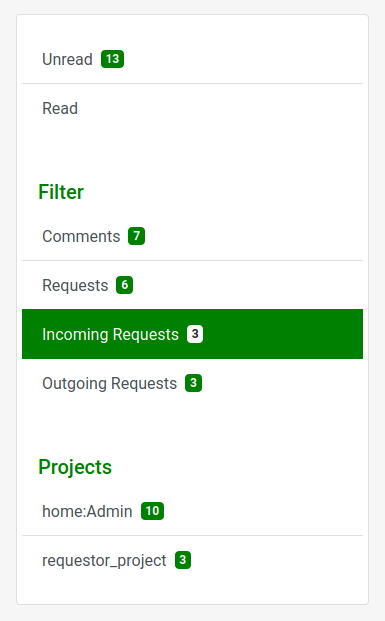 Unread 13
Read
Filter
Comments 7
Requests 6
Incoming Requests 3
Outgoing Requests 3
Projects
home:Admin 10
requestor_project 3